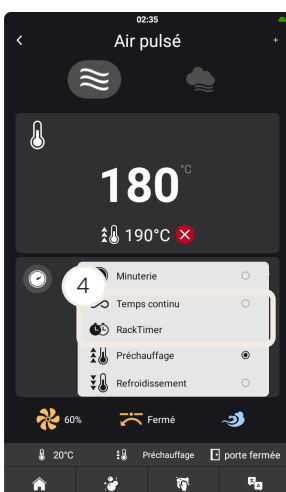 02:35
Air pulsé
180°C
190°C
4
Minuterie
Temps continu
RackTimer
Préchauffage
Refroidissement
60%
Fermé
20°C
Préchauffage
porte fermée